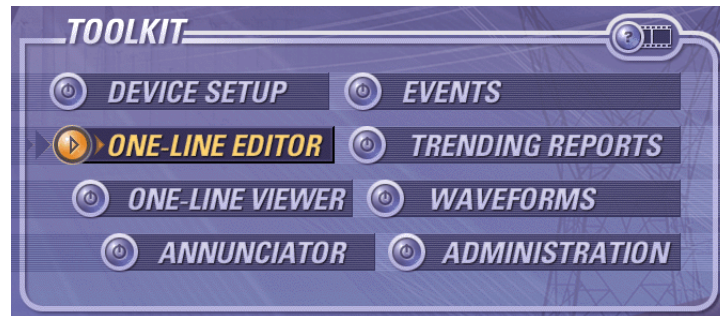 TOOLKIT
?
DEVICE SETUP
EVENTS
ONE-LINE EDITOR
TRENDING REPORTS
ONE-LINE VIEWER
WAVEFORMS
ANNUNCIATOR
ADMINISTRATION